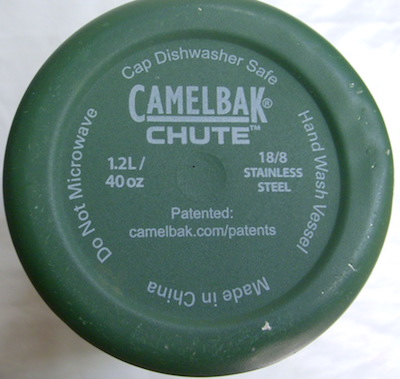 Cap Dishwasher Safe
CAMELBAK®
CHUTE™
1.2L /
40 oz
18/8
STAINLESS
STEEL
Patented:
camelbak.com/patents
Do Not Microwave
Hand Wash Vessel
Made in China